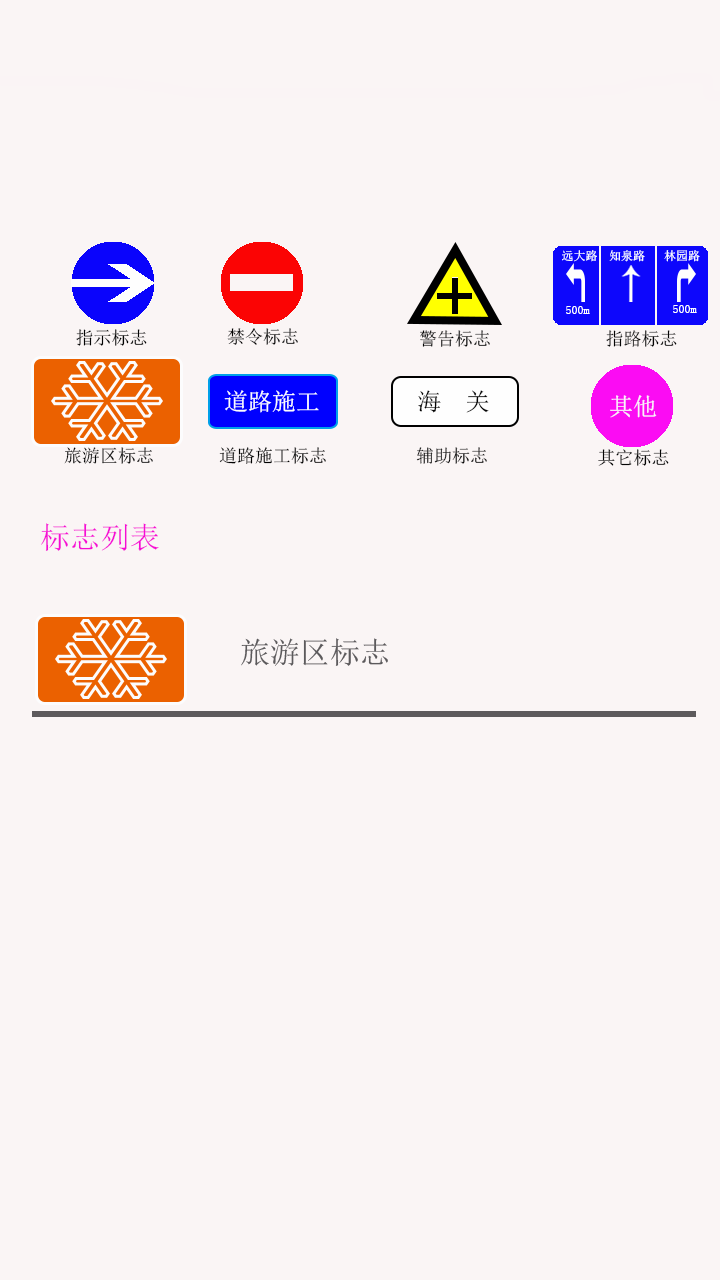 远大路 知泉路 林园路
500m 500m
指示标志 禁令标志 警告标志 指路标志
道路施工 海 关 其他
旅游区标志 道路施工标志 辅助标志 其它标志
标志列表
旅游区标志